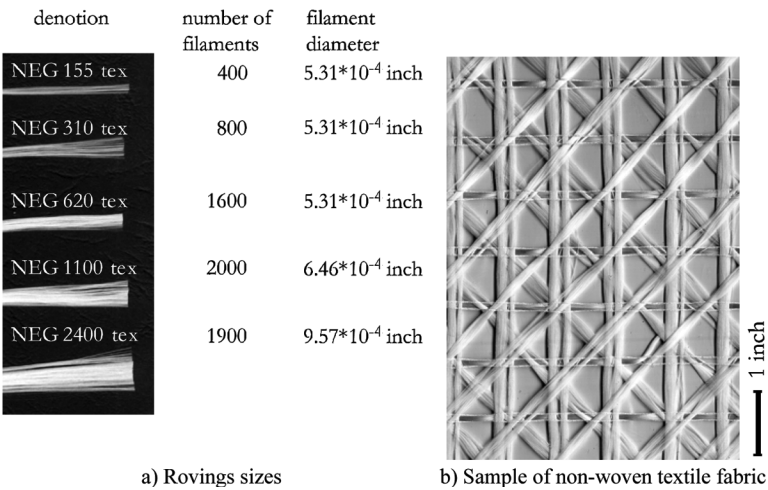 denotion number of filament
filaments diameter
NEG 155 tex 400 5.31*10-4 inch
NEG 310 tex 800 5.31*10-4 inch
NEG 620 tex 1600 5.31*10-4 inch
NEG 1100 tex 2000 6.46*10-4 inch
NEG 2400 tex 1900 9.57*10-4 inch
1 inch
a) Rovings sizes b) Sample of non-woven textile fabric